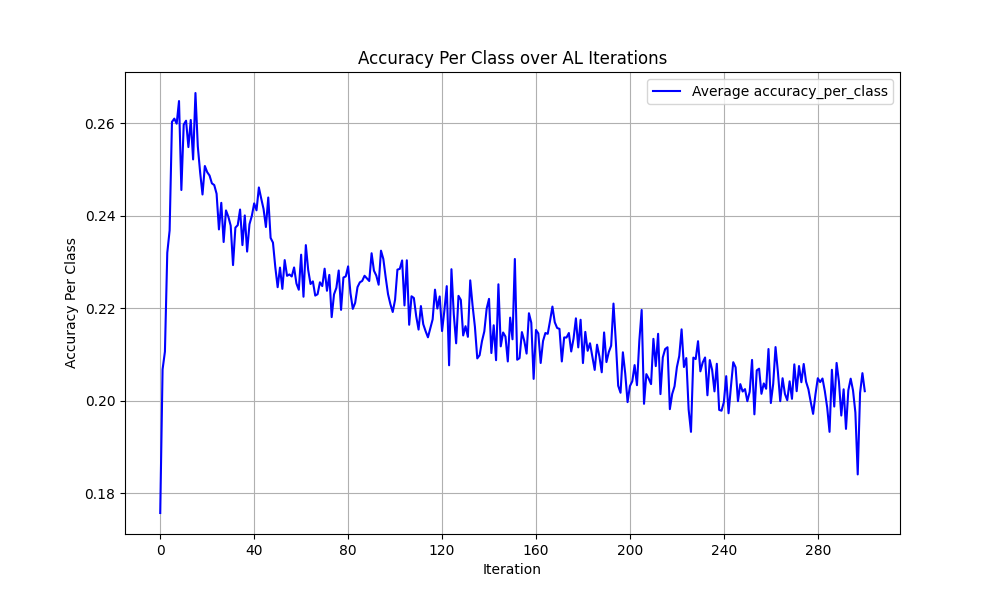 Accuracy Per Class over AL Iterations
Average accuracy_per_class
Accuracy Per Class
0.26
0.24
0.22
0.20
0.18
0 40 80 120 160 200 240 280
Iteration